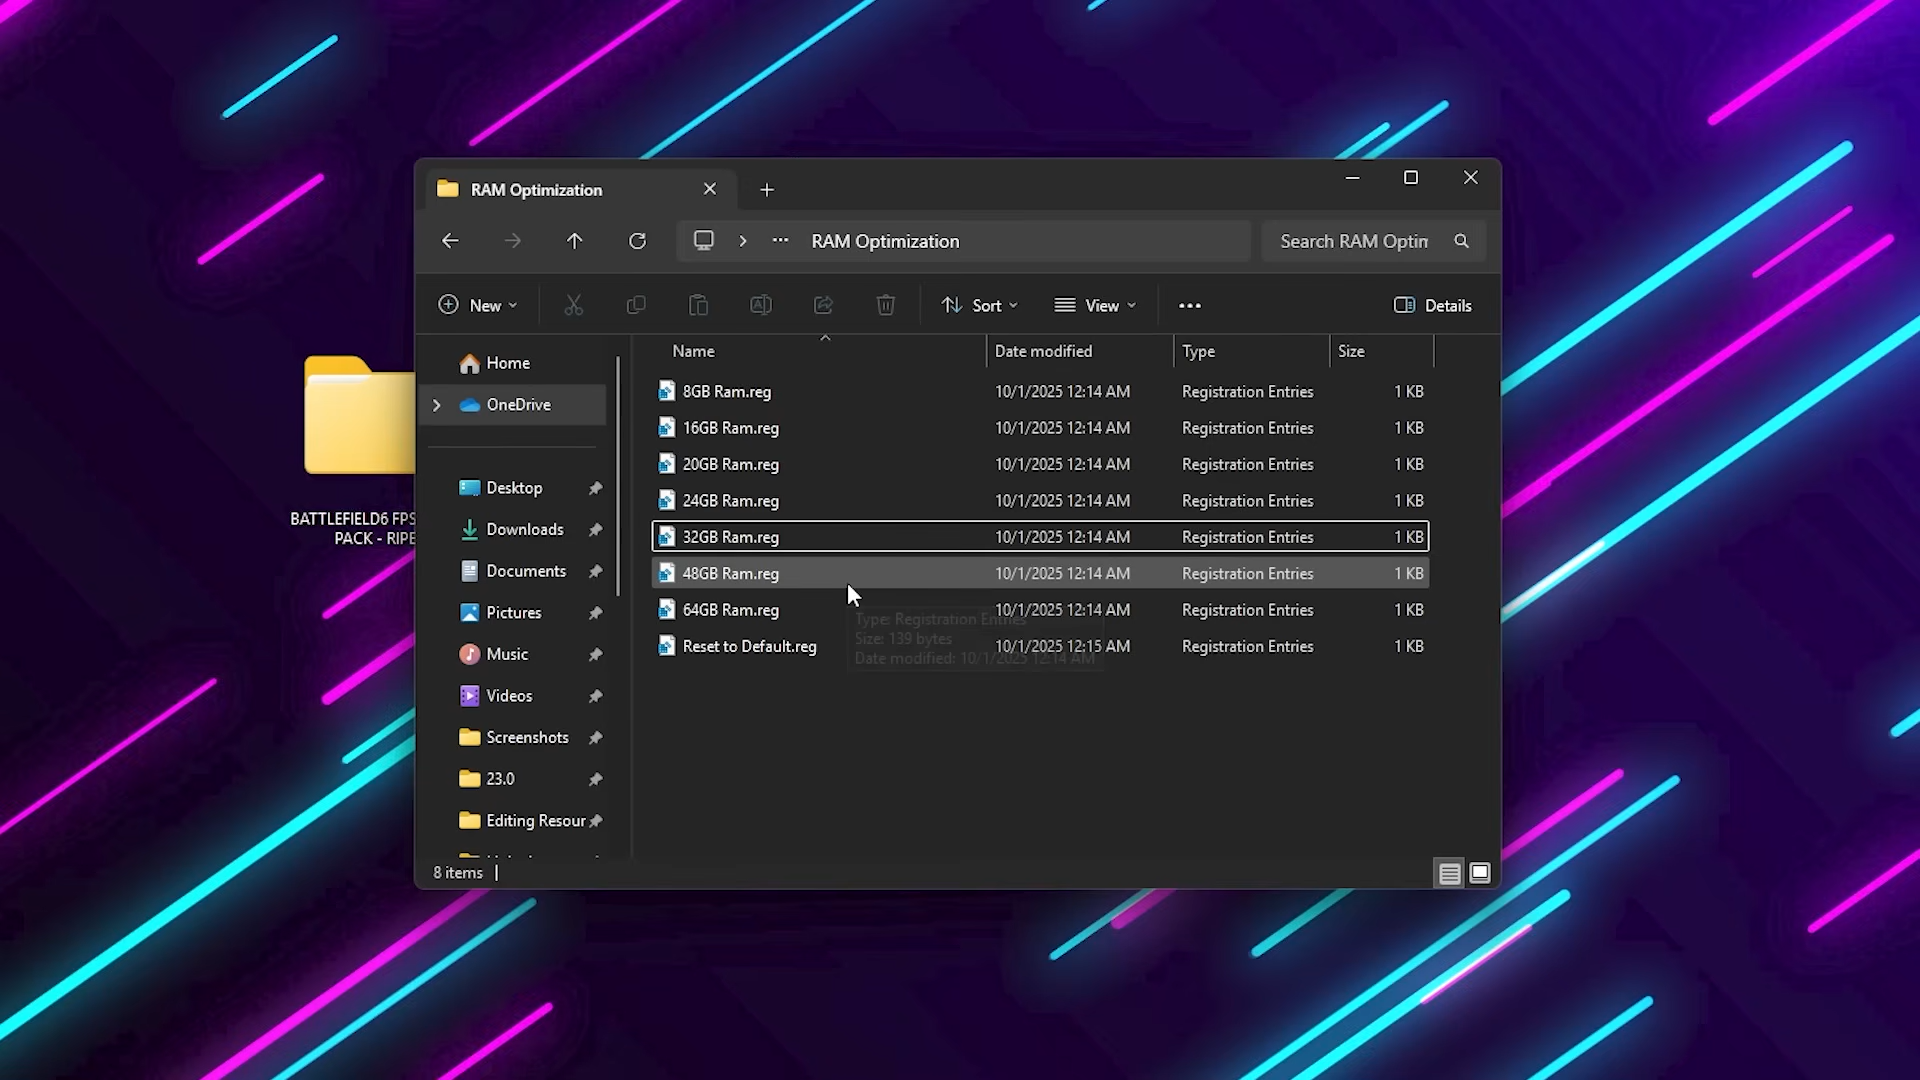 RAM Optimization
RAM Optimization
Search RAM Optin
New
Sort
View
Details
Name
Date modified
Type
Size
Home
OneDrive
Desktop
Downloads
Documents
Pictures
Music
Videos
Screenshots
23.0
Editing Resour
8GB Ram.reg 10/1/2025 12:14 AM Registration Entries 1 KB
16GB Ram.reg 10/1/2025 12:14 AM Registration Entries 1 KB
20GB Ram.reg 10/1/2025 12:14 AM Registration Entries 1 KB
24GB Ram.reg 10/1/2025 12:14 AM Registration Entries 1 KB
32GB Ram.reg 10/1/2025 12:14 AM Registration Entries 1 KB
48GB Ram.reg 10/1/2025 12:14 AM Registration Entries 1 KB
64GB Ram.reg 10/1/2025 12:14 AM Registration Entries 1 KB
Reset to Default.reg 10/1/2025 12:15 AM Registration Entries 1 KB
Type: Registration Entries
Size: 139 bytes
Date modified: 10/1/2025 12:14 AM
8 items
BATTLEFIELD6 FPS
PACK - RIPE